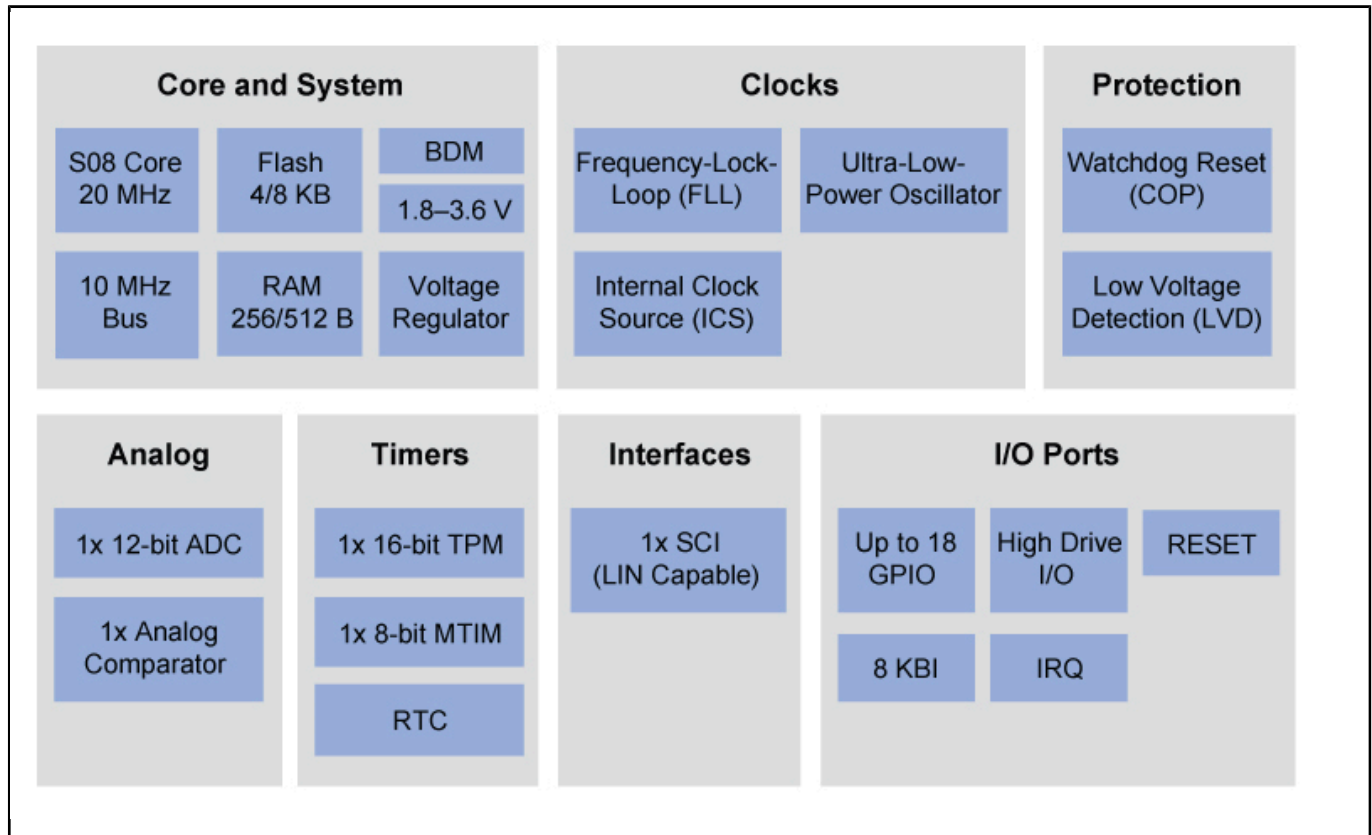 Core and System
S08 Core
20 MHz
Flash
4/8 KB
BDM
1.8–3.6 V
10 MHz
Bus
RAM
256/512 B
Voltage
Regulator
Clocks
Frequency-Lock-
Loop (FLL)
Ultra-Low-
Power Oscillator
Internal Clock
Source (ICS)
Protection
Watchdog Reset
(COP)
Low Voltage
Detection (LVD)
Analog
1x 12-bit ADC
1x Analog
Comparator
Timers
1x 16-bit TPM
1x 8-bit MTIM
RTC
Interfaces
1x SCI
(LIN Capable)
I/O Ports
Up to 18
GPIO
High Drive
I/O
RESET
8 KBI
IRQ